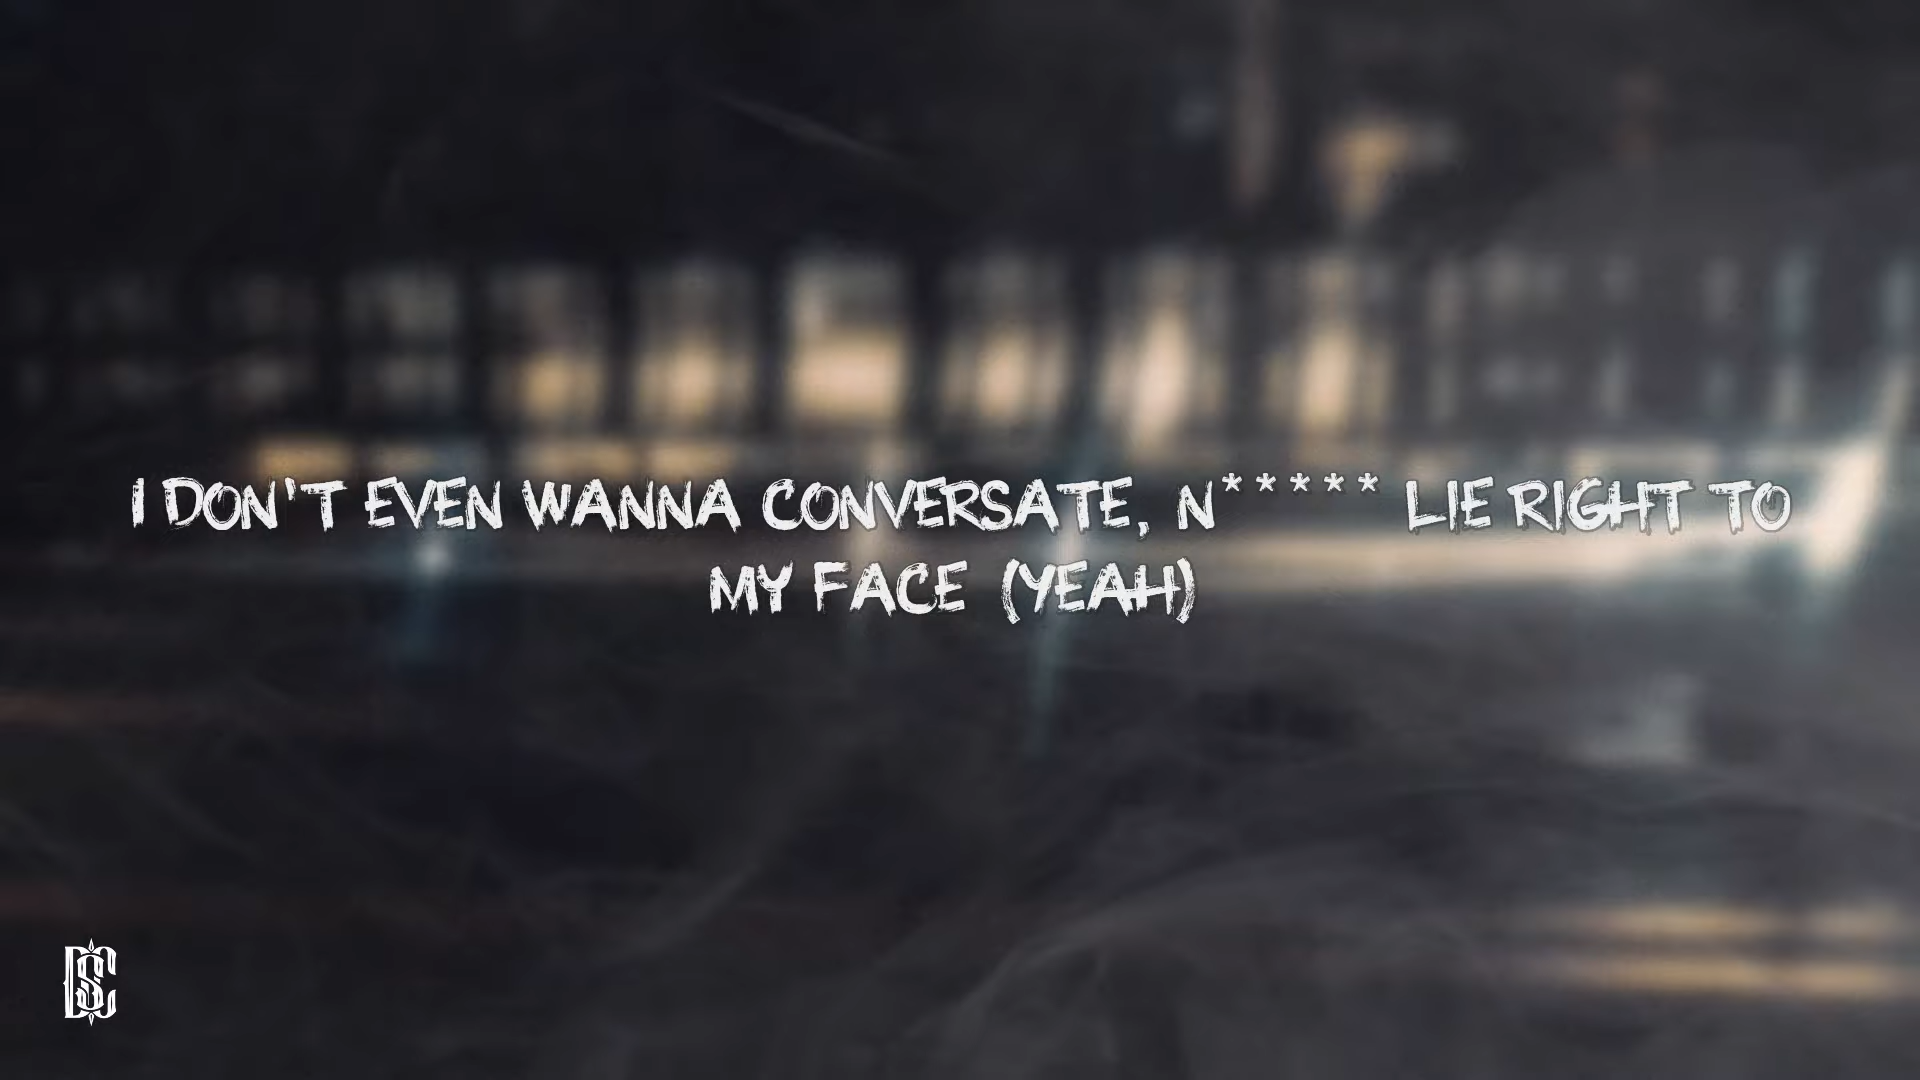 I DON'T EVEN WANNA CONVERSATE, N***** LIE RIGHT TO
MY FACE (YEAH)